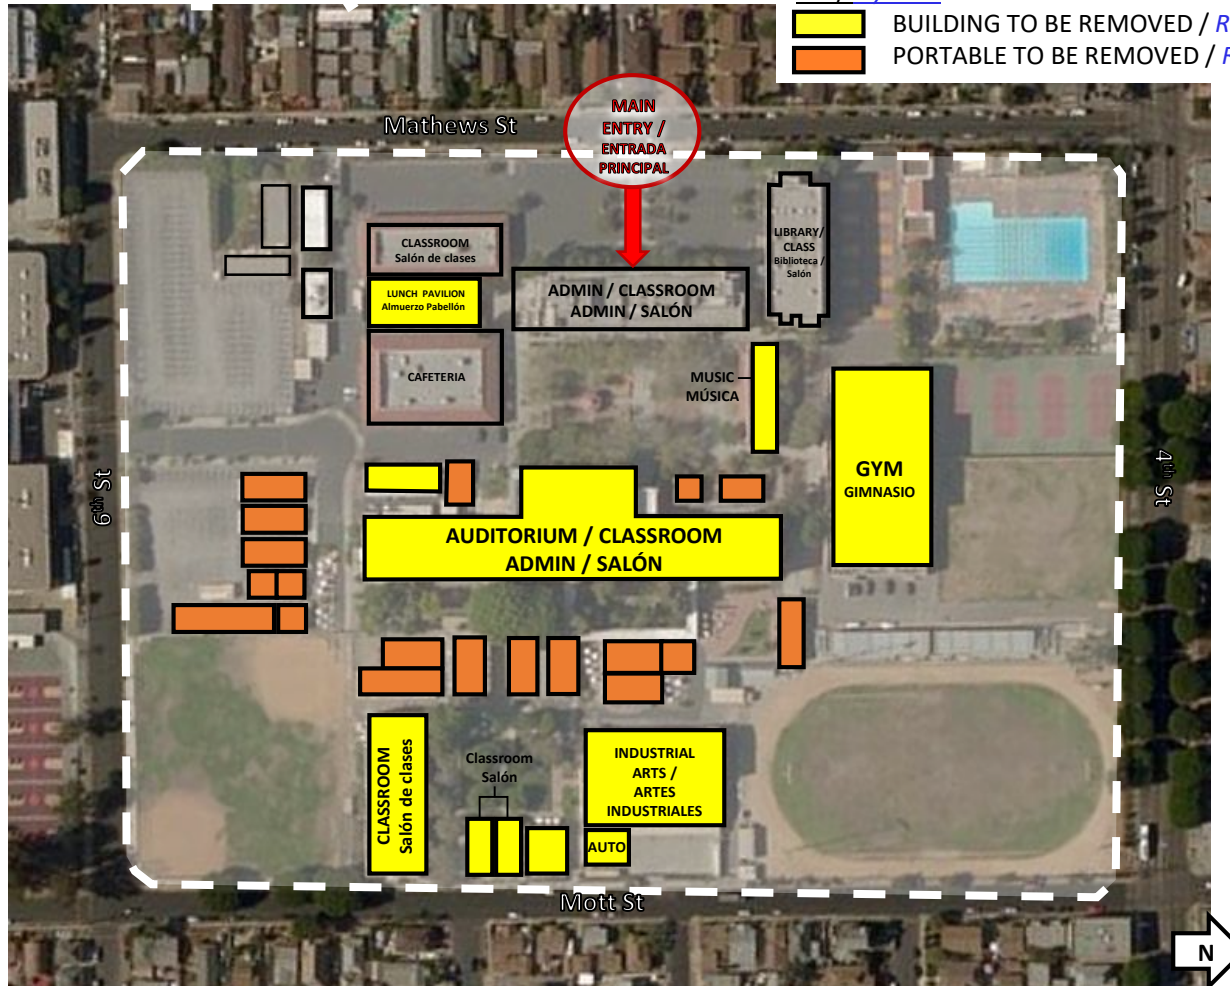 BUILDING TO BE REMOVED /
PORTABLE TO BE REMOVED /
Mathews St
MAIN
ENTRY /
ENTRADA
PRINCIPAL
CLASSROOM
Salón de clases
LUNCH PAVILION
Almuerzo Pabellón
CAFETERIA
ADMIN / CLASSROOM
ADMIN / SALÓN
LIBRARY/
CLASS
Biblioteca /
Salón
MUSIC
MÚSICA
GYM
GIMNASIO
6th St
4th St
AUDITORIUM / CLASSROOM
ADMIN / SALÓN
CLASSROOM
Salón de clases
Classroom
Salón
INDUSTRIAL
ARTS /
ARTES
INDUSTRIALES
AUTO
Mott St
N